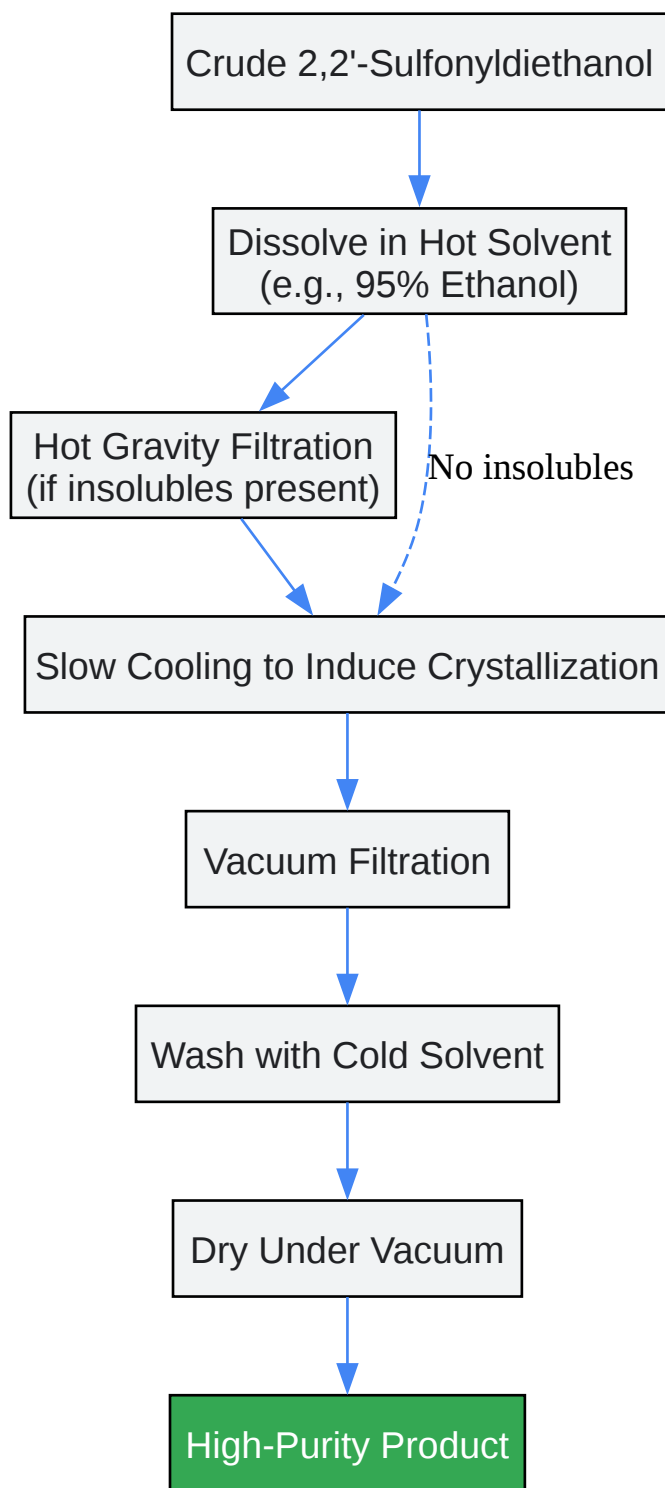 Crude 2,2'-Sulfonyldiethanol
Dissolve in Hot Solvent
(e.g., 95% Ethanol)
Hot Gravity Filtration
(if insolubles present)
No insolubles
Slow Cooling to Induce Crystallization
Vacuum Filtration
Wash with Cold Solvent
Dry Under Vacuum
High-Purity Product